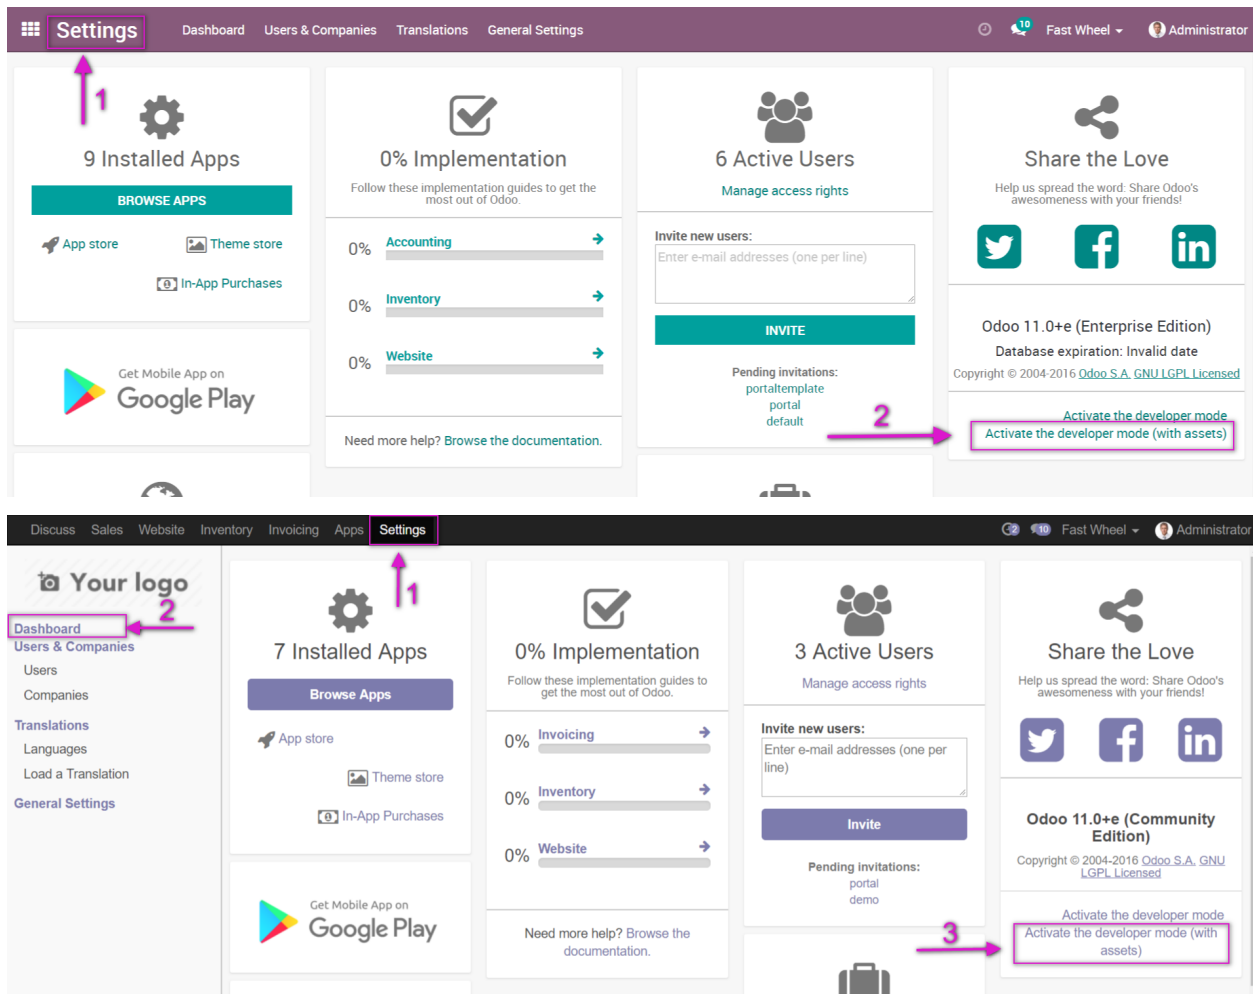 Settings Dashboard Users & Companies Translations General Settings 10 Fast Wheel Administrator
1
9 Installed Apps
BROWSE APPS
App store Theme store
In-App Purchases
Get Mobile App on
Google Play
0% Implementation
Follow these implementation guides to get the
most out of Odoo.
0% Accounting
0% Inventory
0% Website
Need more help? Browse the documentation.
6 Active Users
Manage access rights
Invite new users:
Enter e-mail addresses (one per line)
INVITE
Pending invitations:
portaltemplate
portal
default
2
Share the Love
Help us spread the word: Share Odoo's
awesomeness with your friends!
Odoo 11.0+e (Enterprise Edition)
Database expiration: Invalid date
Copyright © 2004-2016 Odoo S.A. GNU LGPL Licensed
Activate the developer mode
Activate the developer mode (with assets)
Discuss Sales Website Inventory Invoicing Apps Settings 2 10 Fast Wheel Administrator
1
Your logo
2
Dashboard
Users & Companies
Users
Companies
Translations
Languages
Load a Translation
General Settings
7 Installed Apps
Browse Apps
App store
Theme store
In-App Purchases
Get Mobile App on
Google Play
0% Implementation
Follow these implementation guides to
get the most out of Odoo.
0% Invoicing
0% Inventory
0% Website
Need more help? Browse the
documentation.
3 Active Users
Manage access rights
Invite new users:
Enter e-mail addresses (one per
line)
Invite
Pending invitations:
portal
demo
3
Share the Love
Help us spread the word: Share Odoo's
awesomeness with your friends!
Odoo 11.0+e (Community
Edition)
Copyright © 2004-2016 Odoo S.A. GNU
LGPL Licensed
Activate the developer mode
Activate the developer mode (with
assets)